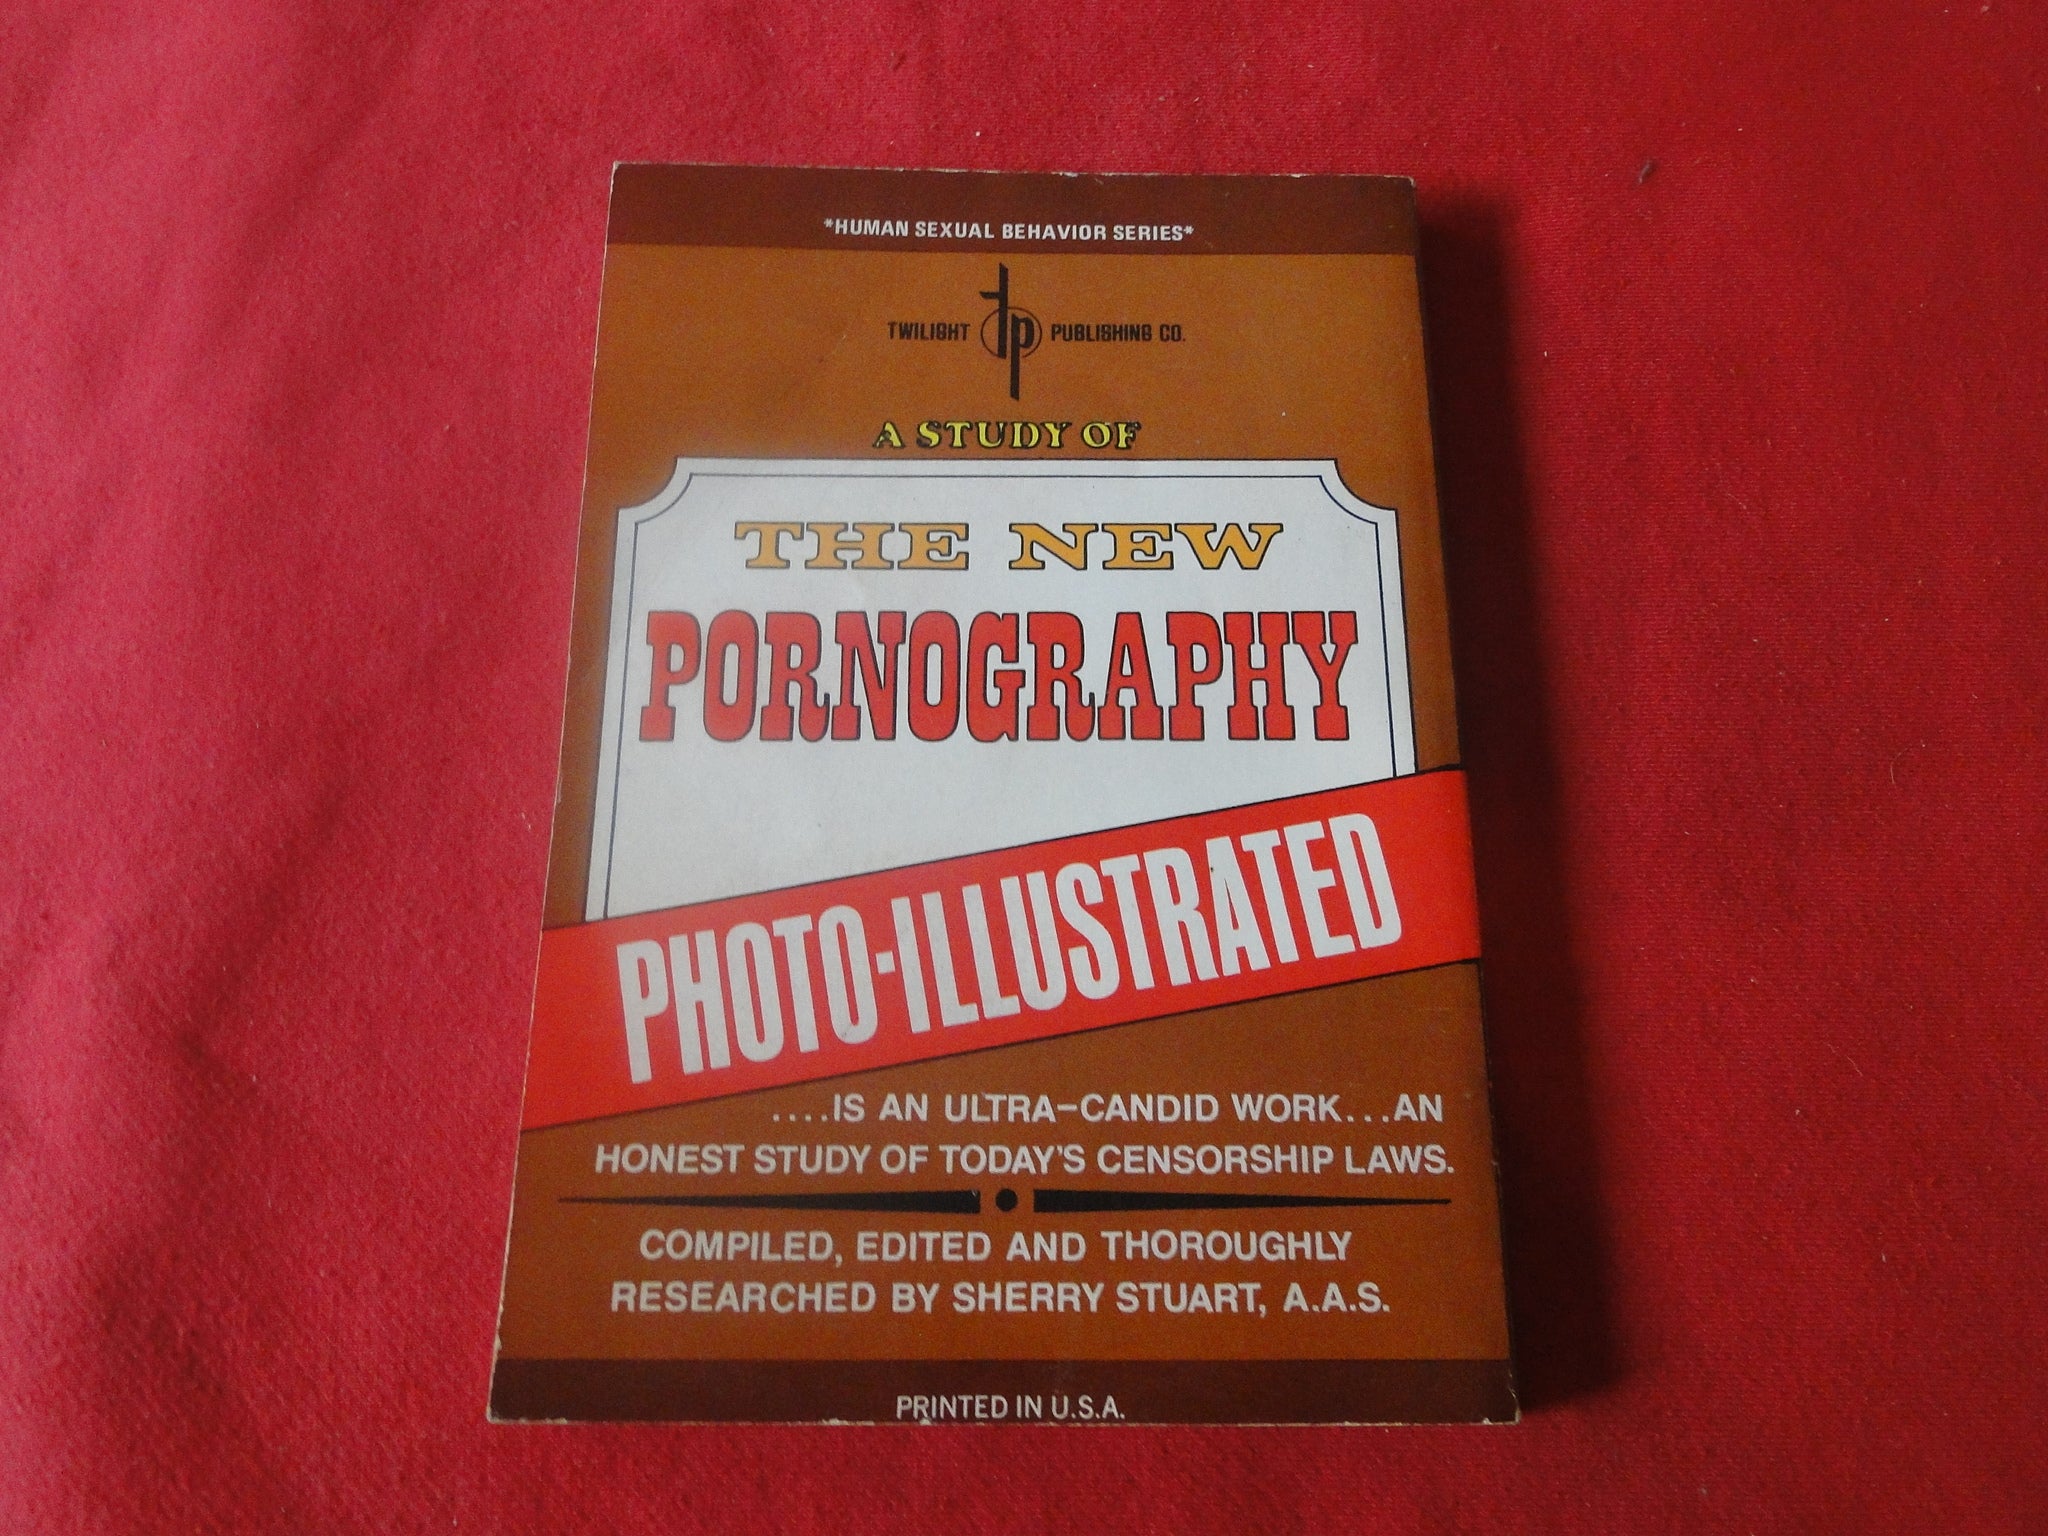 *HUMAN SEXUAL BEHAVIOR SERIES*
TWILIGHT tp PUBLISHING CO.
A STUDY OF
THE NEW
PORNOGRAPHY
PHOTO-ILLUSTRATED
....IS AN ULTRA-CANDID WORK...AN
HONEST STUDY OF TODAY'S CENSORSHIP LAWS.
COMPILED, EDITED AND THOROUGHLY
RESEARCHED BY SHERRY STUART, A.A.S.
PRINTED IN U.S.A.